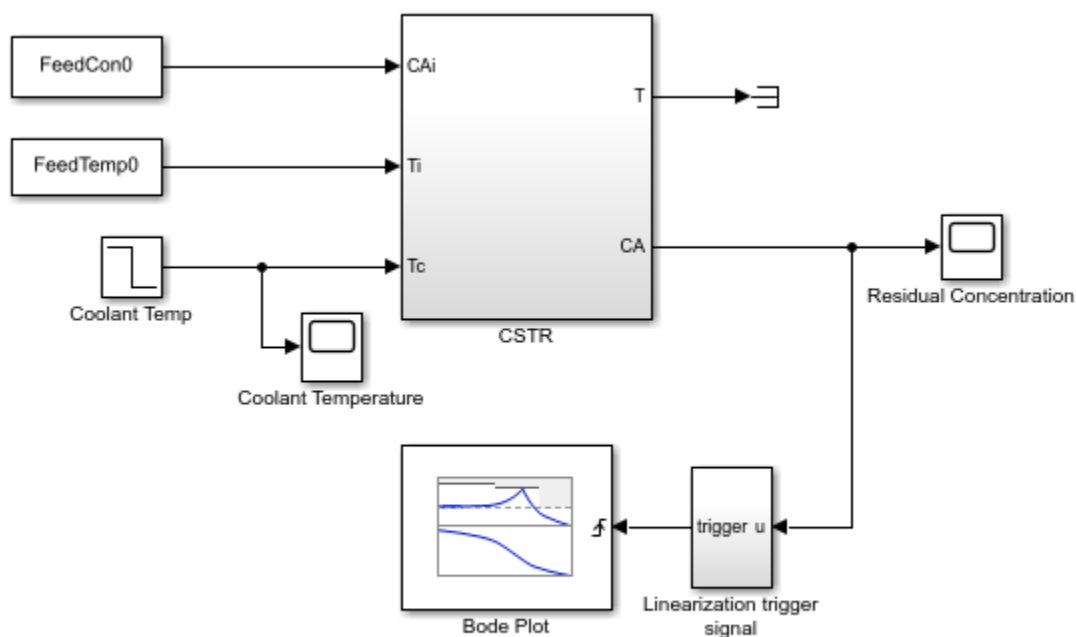 FeedCon0
CAi
T
FeedTemp0
Ti
CA
Tc
Coolant Temp
Residual Concentration
CSTR
Coolant Temperature
trigger u
Linearization trigger
signal
Bode Plot